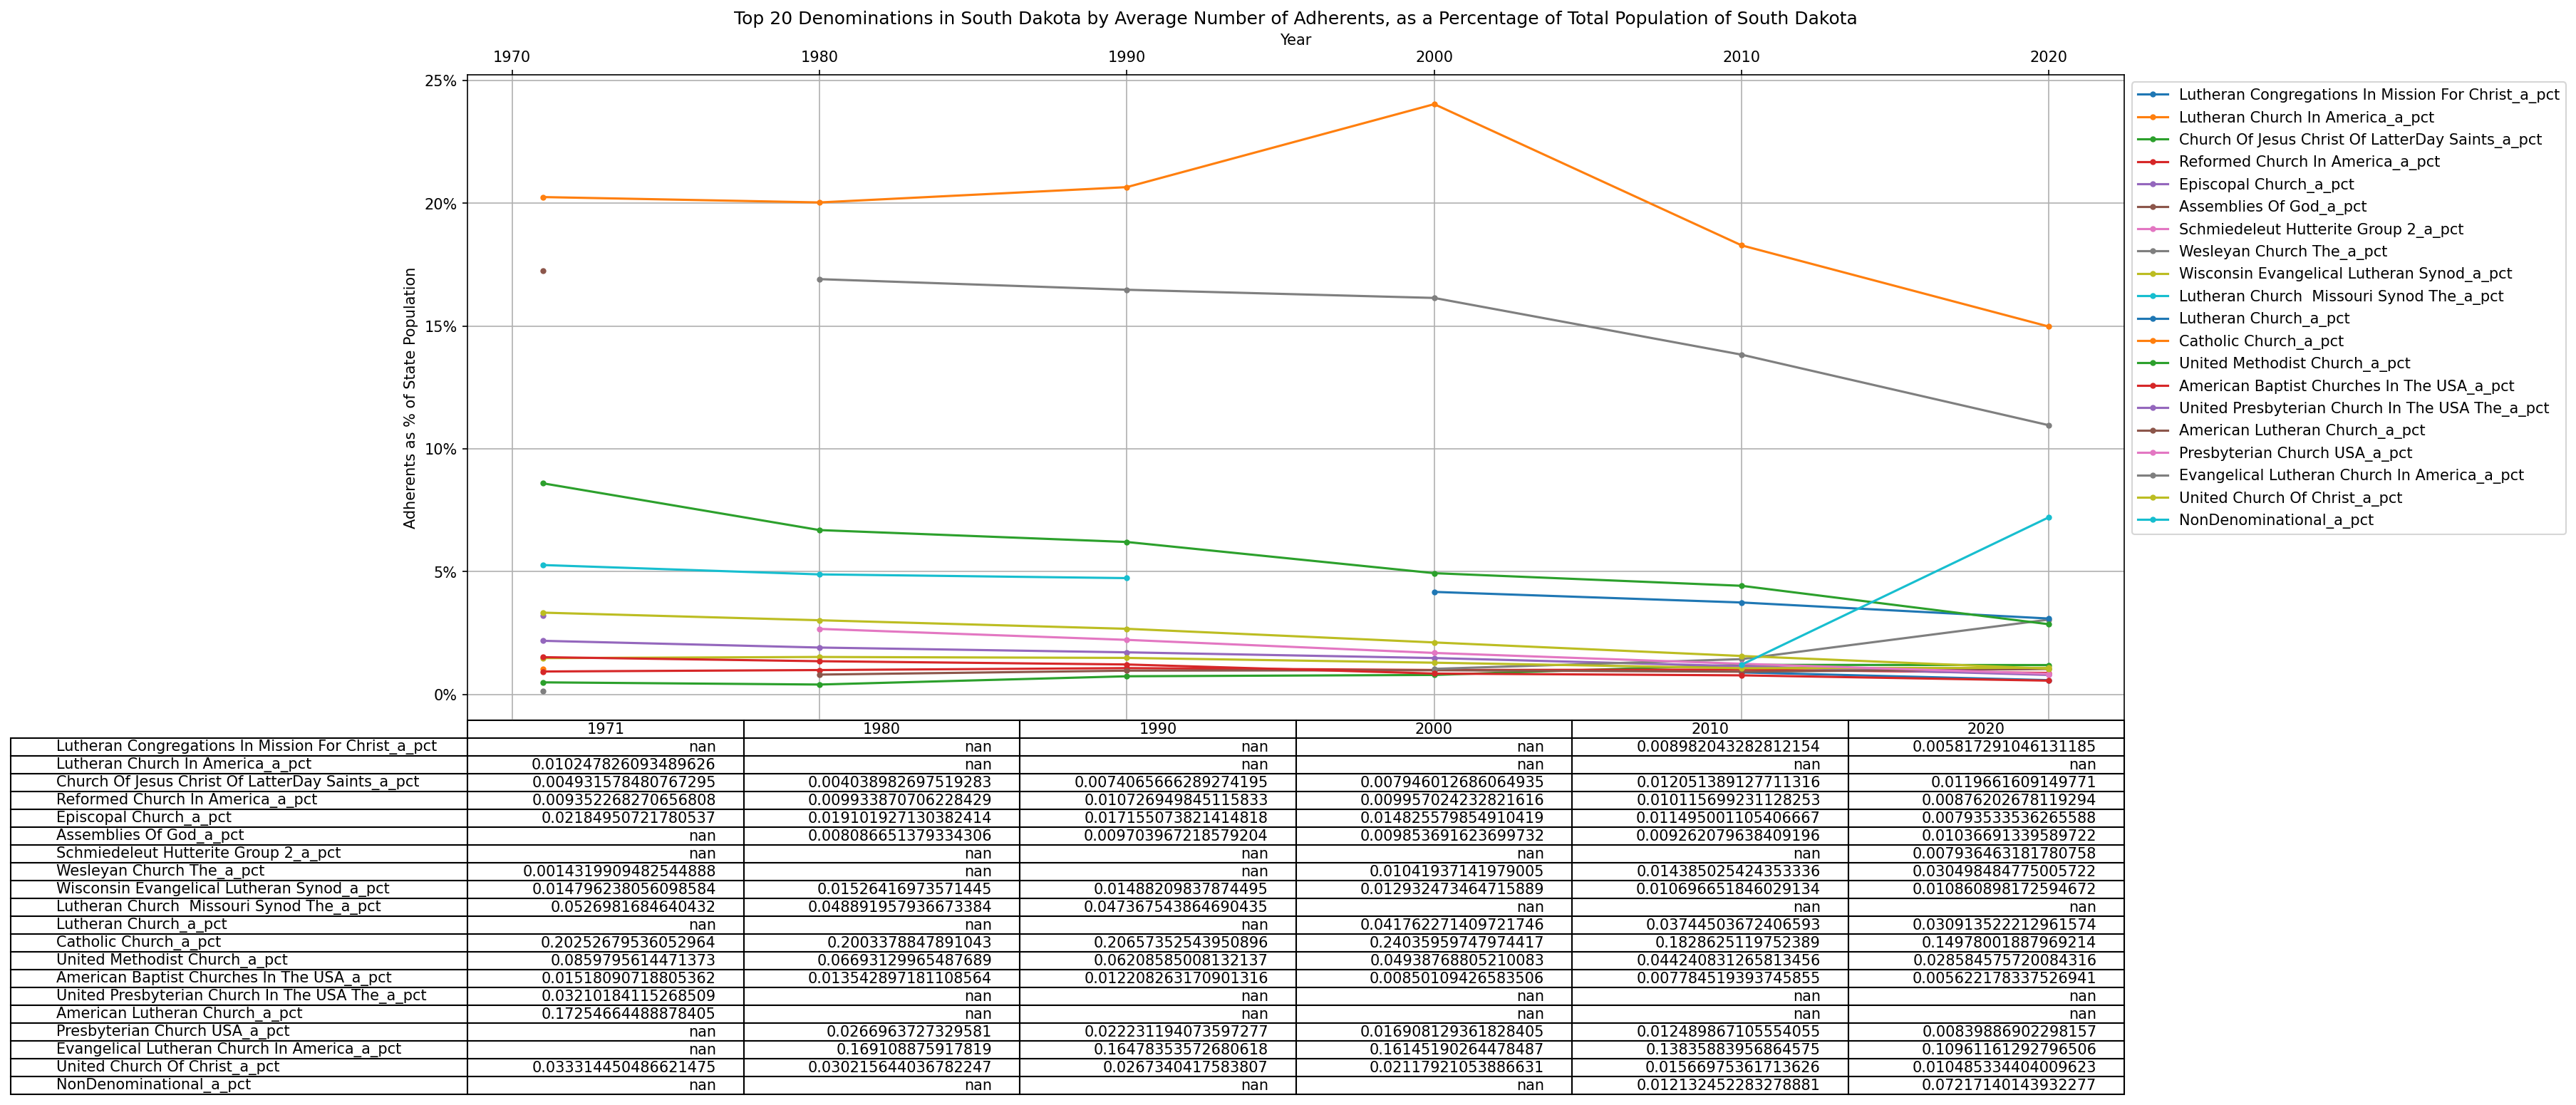 Top 20 Denominations in South Dakota by Average Number of Adherents, as a Percentage of Total Population of South Dakota
Year
1970 1980 1990 2000 2010 2020
25%
20%
15%
10%
5%
0%
Adherents as % of State Population
Lutheran Congregations In Mission For Christ_a_pct
Lutheran Church In America_a_pct
Church Of Jesus Christ Of LatterDay Saints_a_pct
Reformed Church In America_a_pct
Episcopal Church_a_pct
Assemblies Of God_a_pct
Schmiedeleut Hutterite Group 2_a_pct
Wesleyan Church The_a_pct
Wisconsin Evangelical Lutheran Synod_a_pct
Lutheran Church  Missouri Synod The_a_pct
Lutheran Church_a_pct
Catholic Church_a_pct
United Methodist Church_a_pct
American Baptist Churches In The USA_a_pct
United Presbyterian Church In The USA The_a_pct
American Lutheran Church_a_pct
Presbyterian Church USA_a_pct
Evangelical Lutheran Church In America_a_pct
United Church Of Christ_a_pct
NonDenominational_a_pct
1971 1980 1990 2000 2010 2020
Lutheran Congregations In Mission For Christ_a_pct nan nan nan nan 0.008982043282812154 0.005817291046131185
Lutheran Church In America_a_pct 0.010247826093489626 nan nan nan nan nan
Church Of Jesus Christ Of LatterDay Saints_a_pct 0.004931578480767295 0.004038982697519283 0.0074065666289274195 0.007946012686064935 0.012051389127711316 0.0119661609149771
Reformed Church In America_a_pct 0.009352268270656808 0.009933870706228429 0.010726949845115833 0.009957024232821616 0.010115699231128253 0.008762026781192​94
Episcopal Church_a_pct 0.02184950721780537 0.019101927130382414 0.017155073821414818 0.014825579854910419 0.011495001105406667 0.00793533536265588
Assemblies Of God_a_pct nan 0.008086651379334306 0.009703967218579204 0.009853691623699732 0.009262079638409196 0.01036691339589722
Schmiedeleut Hutterite Group 2_a_pct nan nan nan nan nan 0.007936463181780758
Wesleyan Church The_a_pct 0.0014319909482544888 nan nan 0.01041937141979005 0.014385025424353336 0.030498484775005722
Wisconsin Evangelical Lutheran Synod_a_pct 0.014796238056098584 0.01526416973571445 0.01488209837874495 0.012932473464715889 0.010696651846029134 0.010860898172594672
Lutheran Church  Missouri Synod The_a_pct 0.0526981684640432 0.048891957936673384 0.047367543864690435 nan nan nan
Lutheran Church_a_pct nan nan nan 0.041762271409721746 0.03744503672406593 0.030913522212961574
Catholic Church_a_pct 0.20252679536052964 0.2003378847891043 0.20657352543950896 0.24035959747974417 0.1828625119752389 0.14978001887969214
United Methodist Church_a_pct 0.0859795614471373 0.06693129965487689 0.06208585008132137 0.04938768805210083 0.044240831265813456 0.028584575720084316
American Baptist Churches In The USA_a_pct 0.01518090718805362 0.013542897181108564 0.012208263170901316 0.00850109426583506 0.007784519393745855 0.005622178337526941
United Presbyterian Church In The USA The_a_pct 0.03210184115268509 nan nan nan nan nan
American Lutheran Church_a_pct 0.17254664488878405 nan nan nan nan nan
Presbyterian Church USA_a_pct nan 0.0266963727329581 0.022231194073597277 0.016908129361828405 0.012489867105554055 0.008398869022​98157
Evangelical Lutheran Church In America_a_pct nan 0.169108875917819 0.16478353572680618 0.16145190264478487 0.13835883956864575 0.10961161292796506
United Church Of Christ_a_pct 0.033314450486621475 0.030215644036782247 0.0267340417583807 0.02117921053886631 0.01566975361713626 0.010485334404009623
NonDenominational_a_pct nan nan nan nan 0.012132452283278881 0.07217140143932277